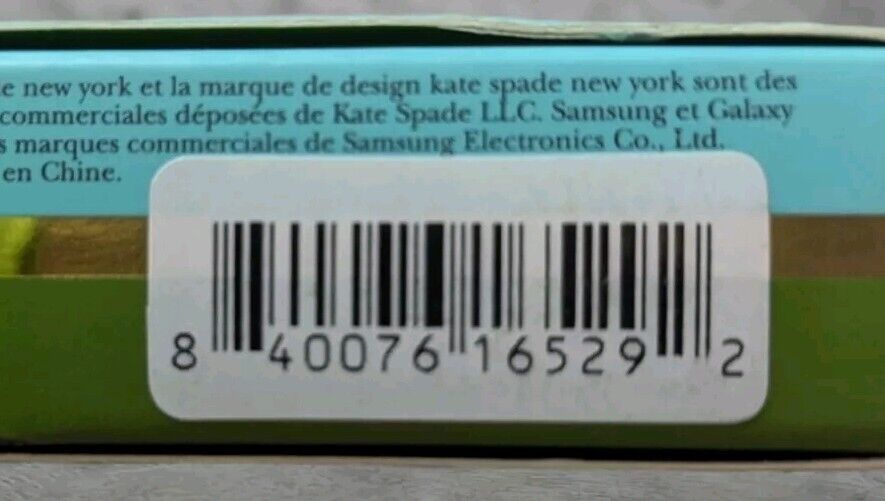 e new york et la marque de design kate spade new york sont des
commerciales déposées de Kate Spade LLC. Samsung et Galaxy
s marques commerciales de Samsung Electronics Co., Ltd.
en Chine.
8 40076 16529 2